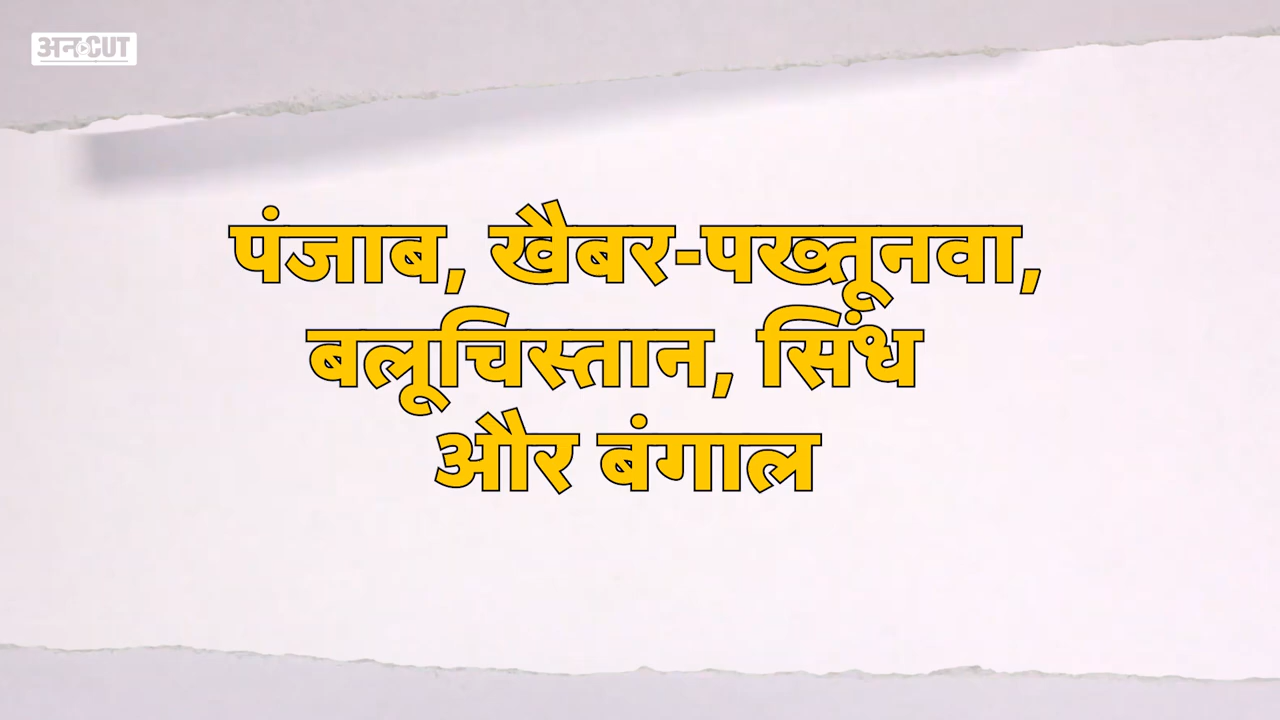 अनCUT
पंजाब, खैबर-पख्तूनवा,
बलूचिस्तान, सिंध
और बंगाल